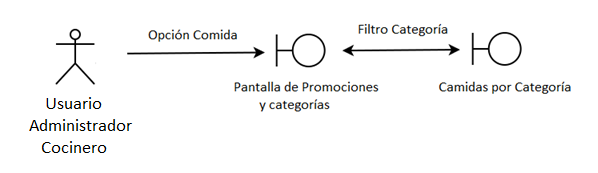 Opción Comida
Filtro Categoría
Pantalla de Promociones
y categorías
Camidas por Categoría
Usuario
Administrador
Cocinero